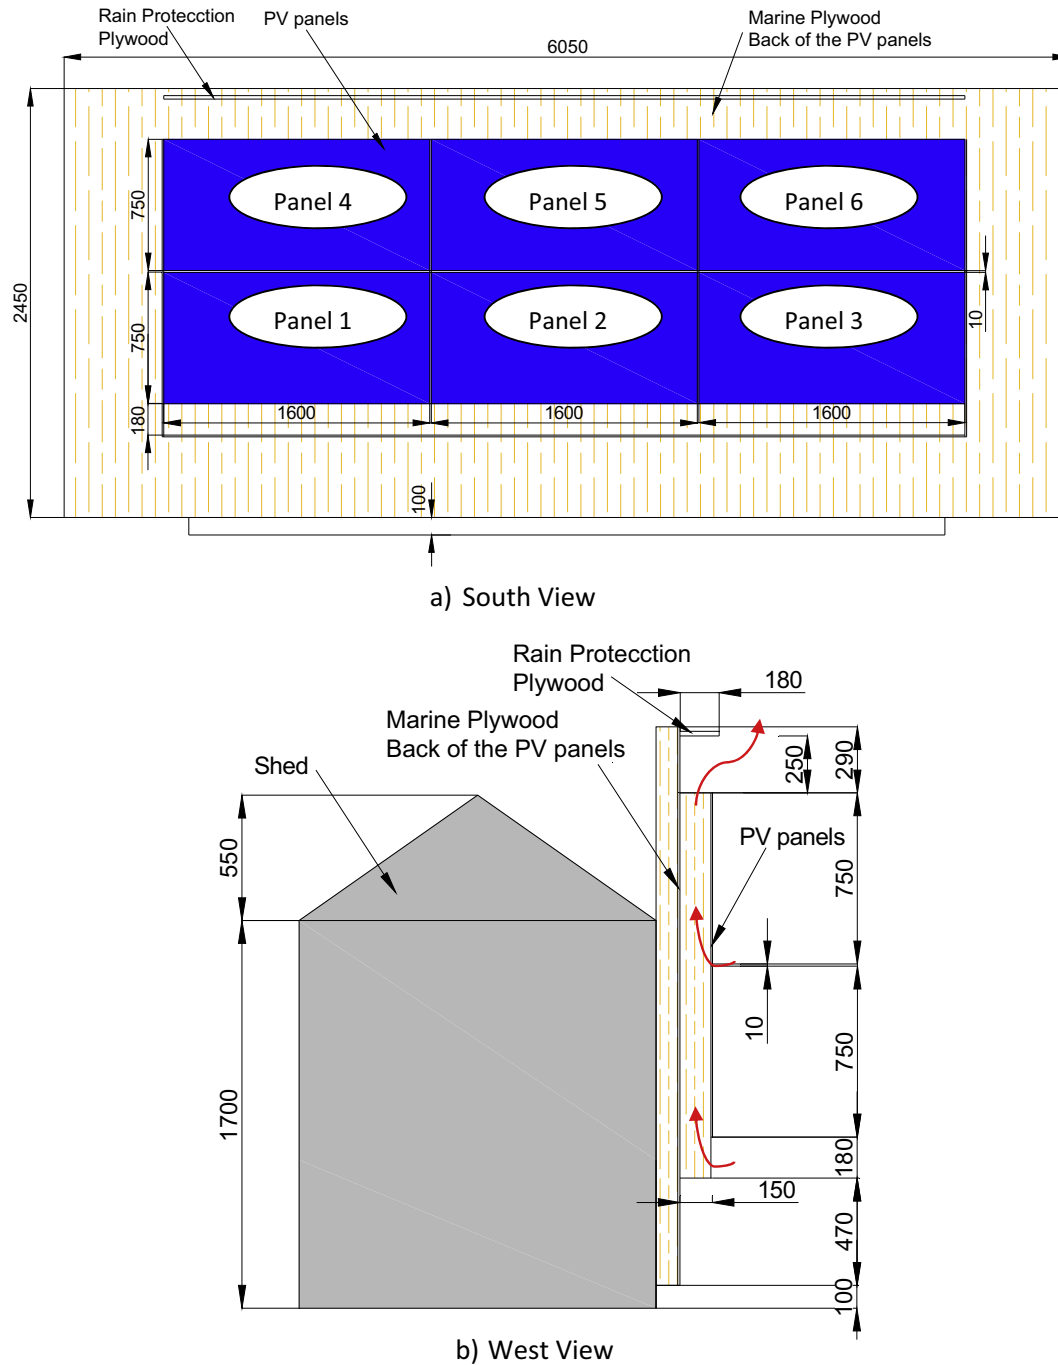 Rain Protecction
Plywood
PV panels
Marine Plywood
Back of the PV panels
6050
2450
750
750
180
Panel 4
Panel 5
Panel 6
Panel 1
Panel 2
Panel 3
10
1600
1600
1600
100
a) South View
Rain Protecction
Plywood
180
Marine Plywood
Back of the PV panels
Shed
250
290
550
PV panels
750
10
750
1700
180
150
470
100
b) West View